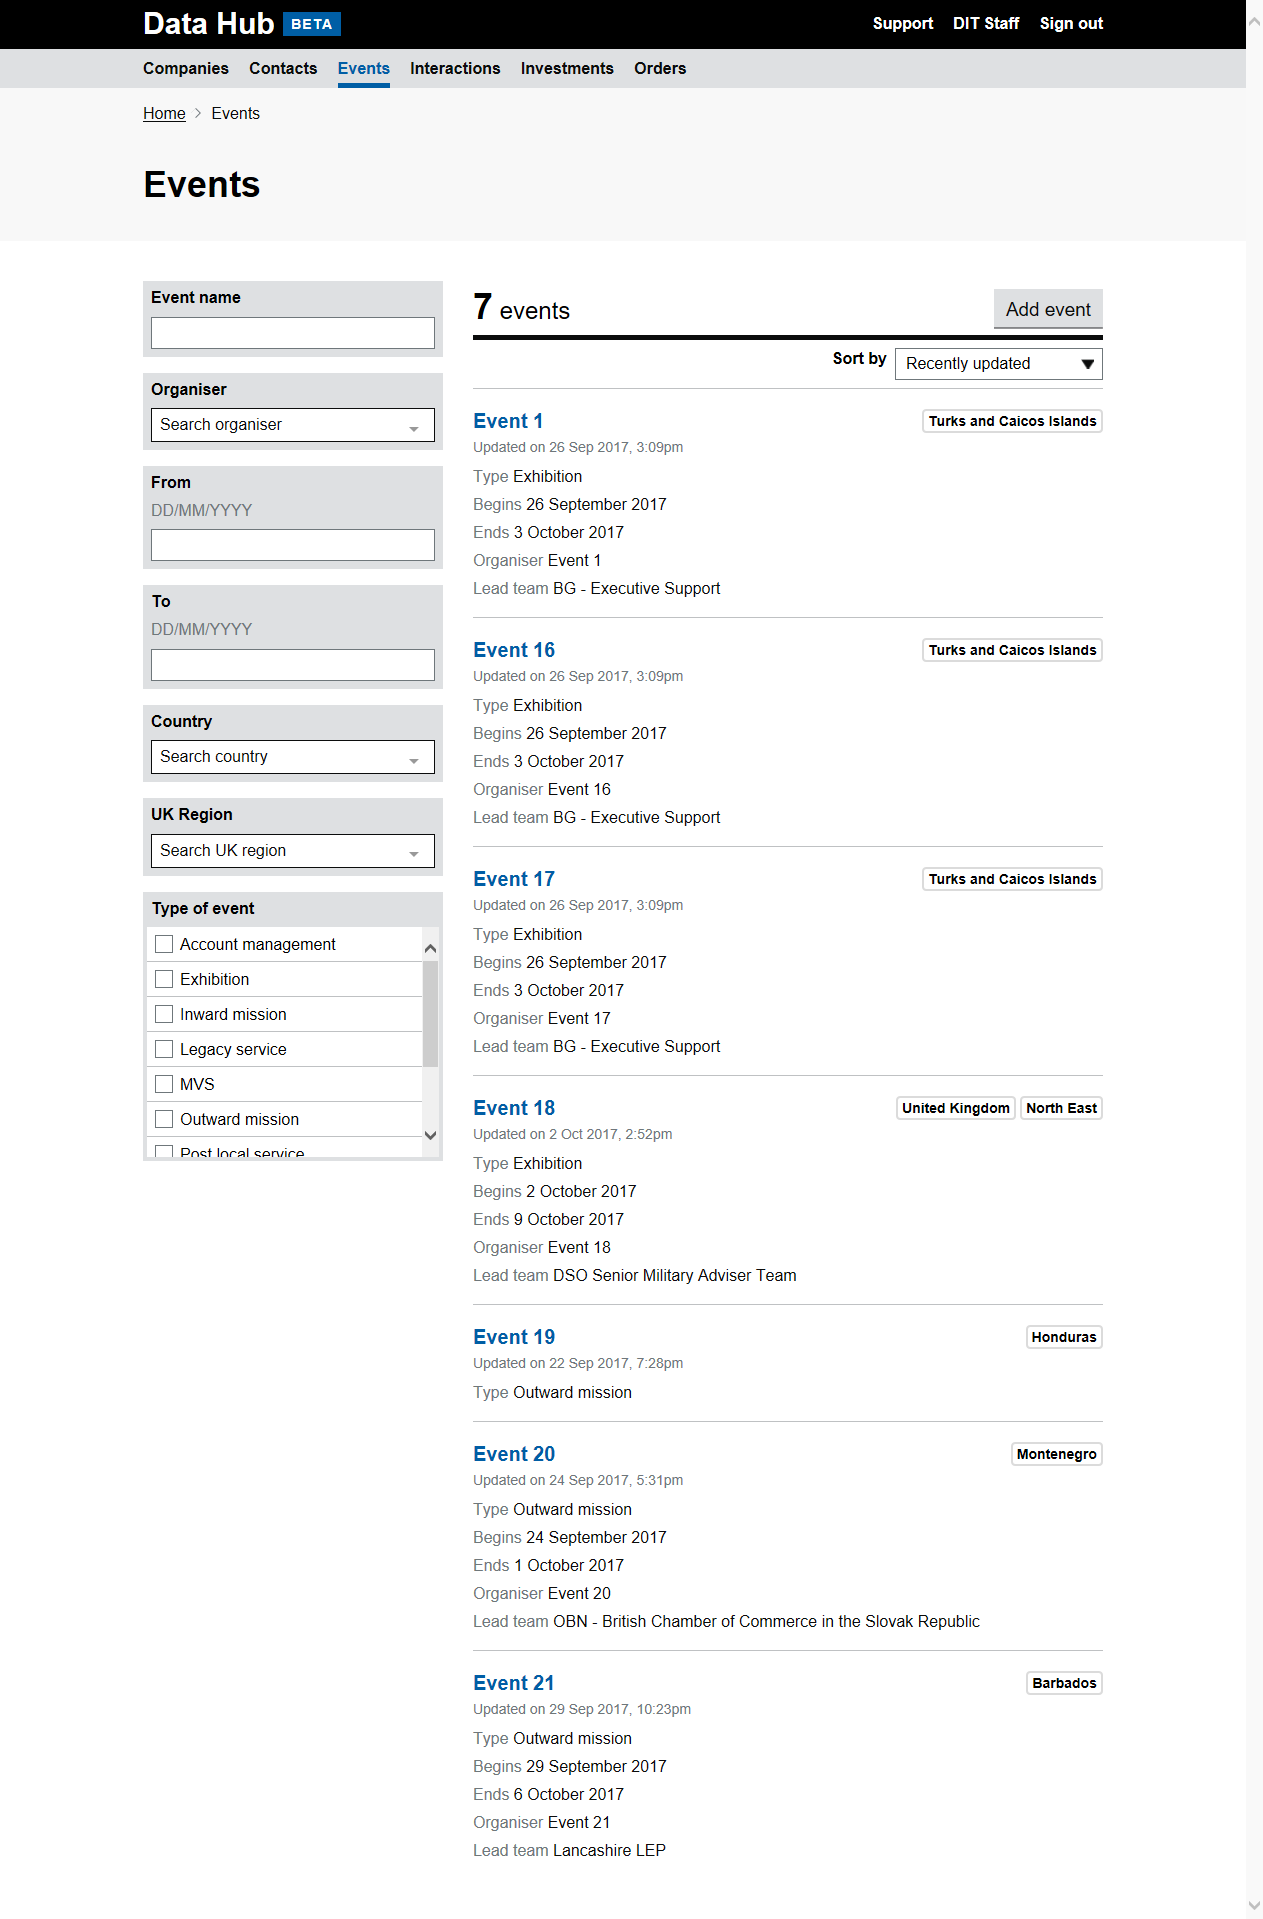 Data Hub BETA
Support DIT Staff Sign out
Companies Contacts Events Interactions Investments Orders
Home Events
Events
Event name
Organiser
Search organiser
From
DD/MM/YYYY
To
DD/MM/YYYY
Country
Search country
UK Region
Search UK region
Type of event
Account management
Exhibition
Inward mission
Legacy service
MVS
Outward mission
Post local service
7 events
Add event
Sort by Recently updated
Event 1 Turks and Caicos Islands
Updated on 26 Sep 2017, 3:09pm
Type Exhibition
Begins 26 September 2017
Ends 3 October 2017
Organiser Event 1
Lead team BG - Executive Support
Event 16 Turks and Caicos Islands
Updated on 26 Sep 2017, 3:09pm
Type Exhibition
Begins 26 September 2017
Ends 3 October 2017
Organiser Event 16
Lead team BG - Executive Support
Event 17 Turks and Caicos Islands
Updated on 26 Sep 2017, 3:09pm
Type Exhibition
Begins 26 September 2017
Ends 3 October 2017
Organiser Event 17
Lead team BG - Executive Support
Event 18 United Kingdom North East
Updated on 2 Oct 2017, 2:52pm
Type Exhibition
Begins 2 October 2017
Ends 9 October 2017
Organiser Event 18
Lead team DSO Senior Military Adviser Team
Event 19 Honduras
Updated on 22 Sep 2017, 7:28pm
Type Outward mission
Event 20 Montenegro
Updated on 24 Sep 2017, 5:31pm
Type Outward mission
Begins 24 September 2017
Ends 1 October 2017
Organiser Event 20
Lead team OBN - British Chamber of Commerce in the Slovak Republic
Event 21 Barbados
Updated on 29 Sep 2017, 10:23pm
Type Outward mission
Begins 29 September 2017
Ends 6 October 2017
Organiser Event 21
Lead team Lancashire LEP